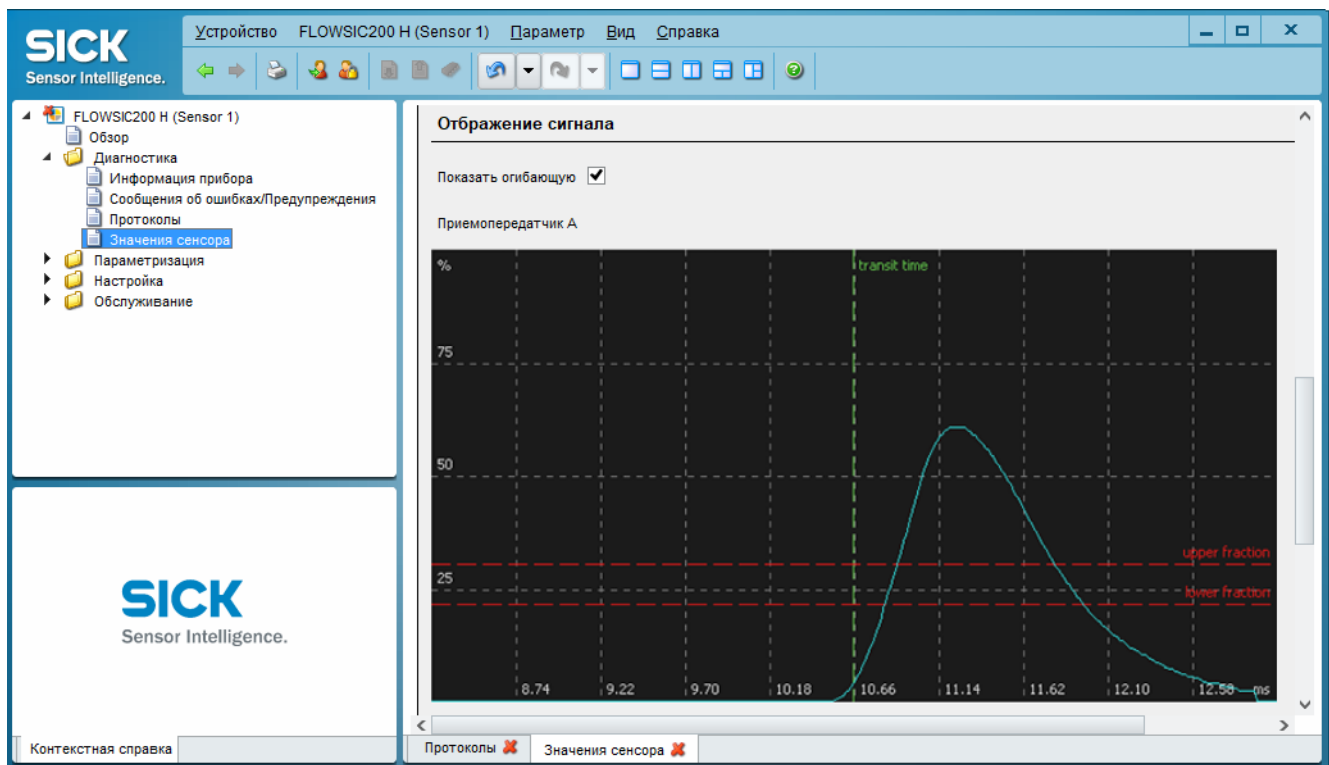 SICK
Sensor Intelligence.
Устройство FLOWSIC200 H (Sensor 1) Параметр Вид Справка
FLOWSIC200 H (Sensor 1)
Обзор
Диагностика
Информация прибора
Сообщения об ошибках/Предупреждения
Протоколы
Значения сенсора
Параметризация
Настройка
Обслуживание
SICK
Sensor Intelligence.
Контекстная справка
Отбражение сигнала
Показать огибающую
Приемопередатчик A
%
transit time
75
50
upper fraction
25
lower fraction
8.74 9.22 9.70 10.18 10.66 11.14 11.62 12.10 12.58 ms
Протоколы Значения сенсора